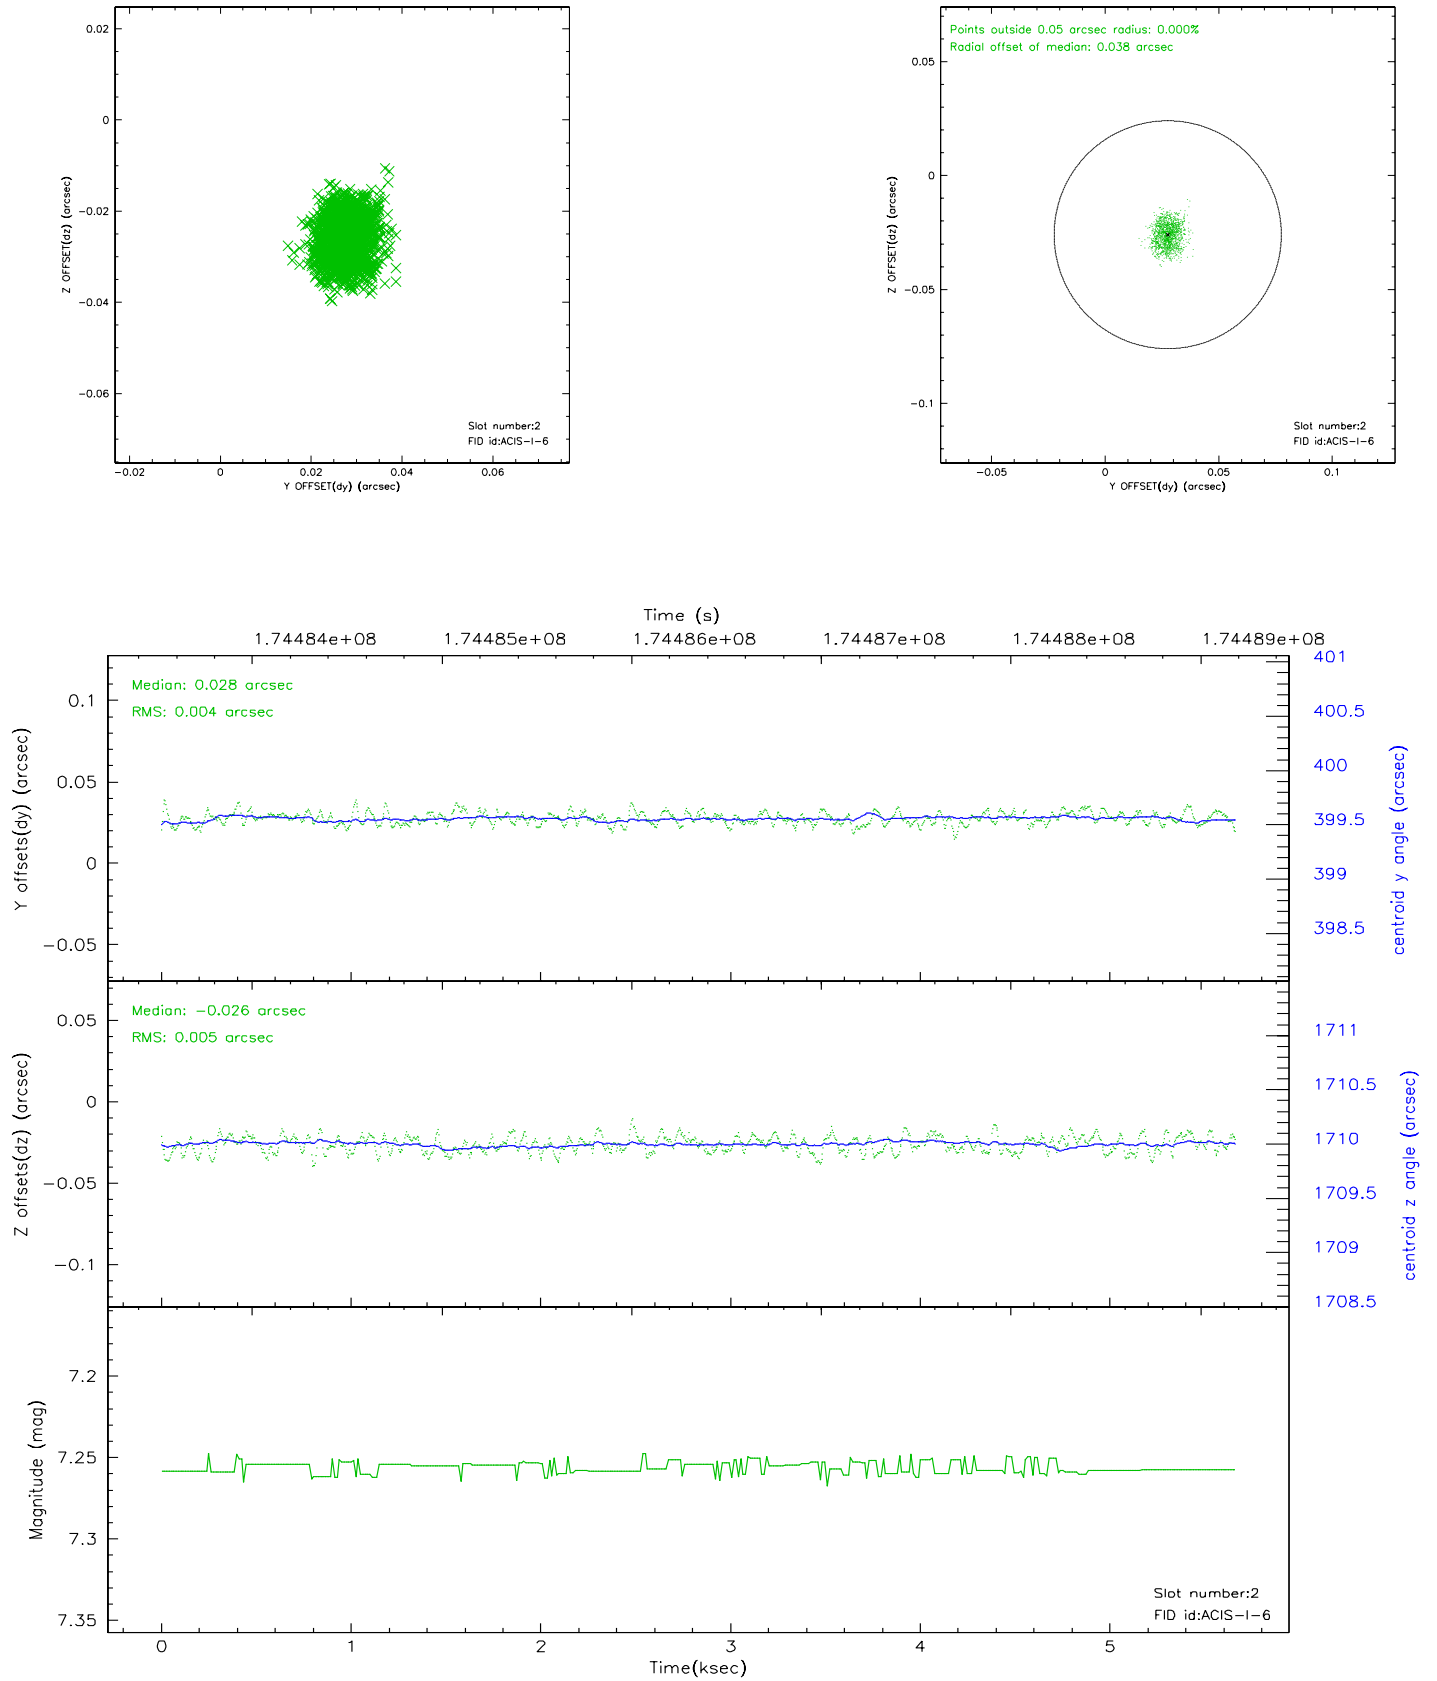 0.02
0
-0.02
-0.04
-0.06
Z OFFSET(dz) (arcsec)
Slot number:2
FID id:ACIS-I-6
-0.02 0 0.02 0.04 0.06
Y OFFSET(dy) (arcsec)
Points outside 0.05 arcsec radius: 0.000%
Radial offset of median: 0.038 arcsec
0.05
0
-0.05
-0.1
Z OFFSET(dz) (arcsec)
Slot number:2
FID id:ACIS-I-6
-0.05 0 0.05 0.1
Y OFFSET(dy) (arcsec)
Time (s)
1.74484e+08 1.74485e+08 1.74486e+08 1.74487e+08 1.74488e+08 1.74489e+08
Median: 0.028 arcsec
RMS: 0.004 arcsec
0.1
0.05
0
-0.05
Y offsets(dy) (arcsec)
401
400.5
400
399.5
399
398.5
centroid y angle (arcsec)
Median: -0.026 arcsec
RMS: 0.005 arcsec
0.05
0
-0.05
-0.1
Z offsets(dz) (arcsec)
1711
1710.5
1710
1709.5
1709
1708.5
centroid z angle (arcsec)
7.2
7.25
7.3
7.35
Magnitude (mag)
Slot number:2
FID id:ACIS-I-6
0 1 2 3 4 5
Time(ksec)